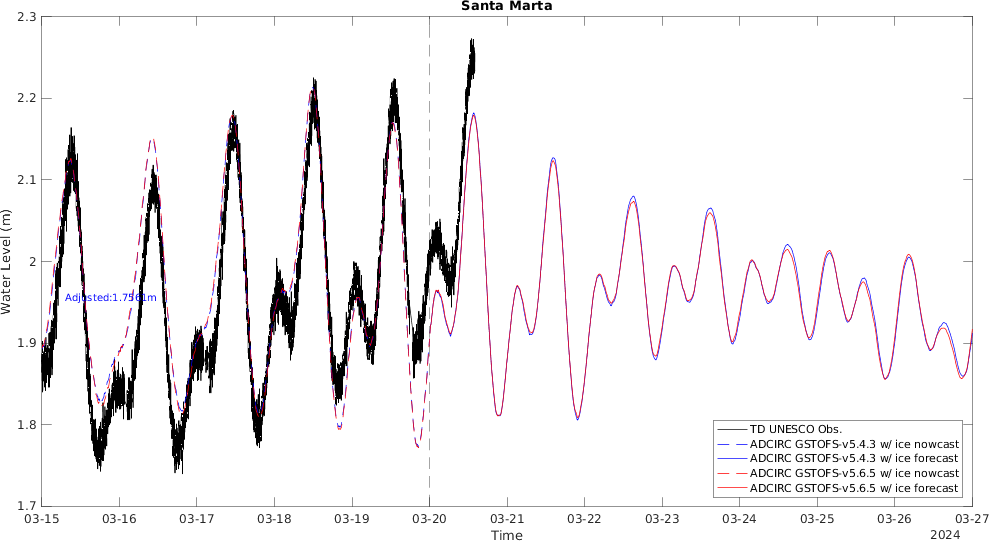 Santa Marta
2.3
2.2
2.1
2
1.9
1.8
1.7
Water Level (m)
Adjusted:1.7561m
TD UNESCO Obs.
ADCIRC GSTOFS-v5.4.3 w/ ice nowcast
ADCIRC GSTOFS-v5.4.3 w/ ice forecast
ADCIRC GSTOFS-v5.6.5 w/ ice nowcast
ADCIRC GSTOFS-v5.6.5 w/ ice forecast
03-15 03-16 03-17 03-18 03-19 03-20 03-21 03-22 03-23 03-24 03-25 03-26 03-27
Time
2024